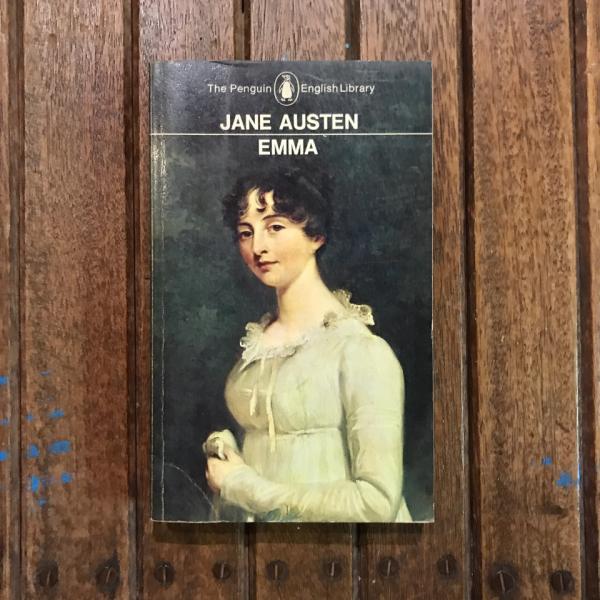 The Penguin English Library
JANE AUSTEN
EMMA